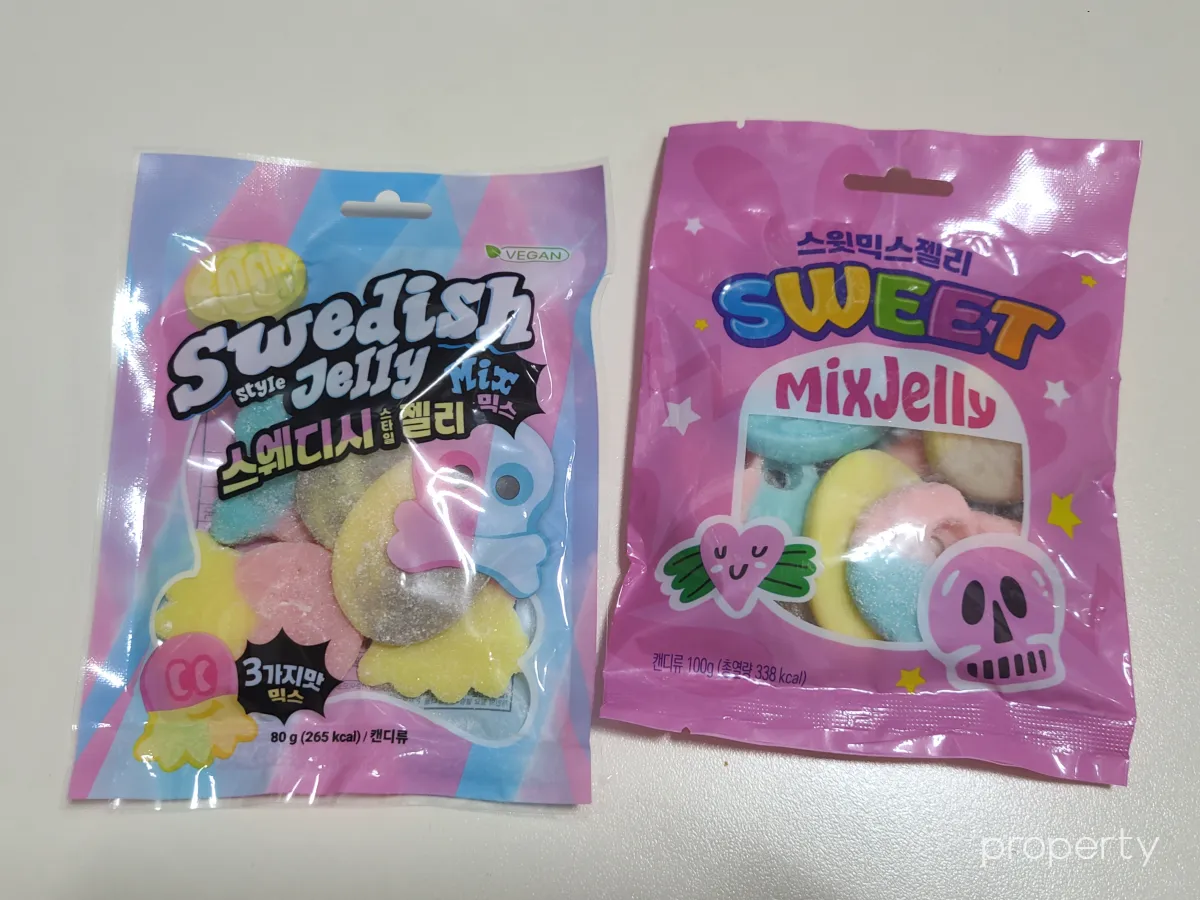 VEGAN
Swedish
style Jelly Mix
믹스
스웨디시 스타일 젤리
3가지맛
믹스
80 g (265 kcal) / 캔디류
스윗믹스젤리
SWEET
MixJelly
캔디류 100g (총열량 338 kcal)
property